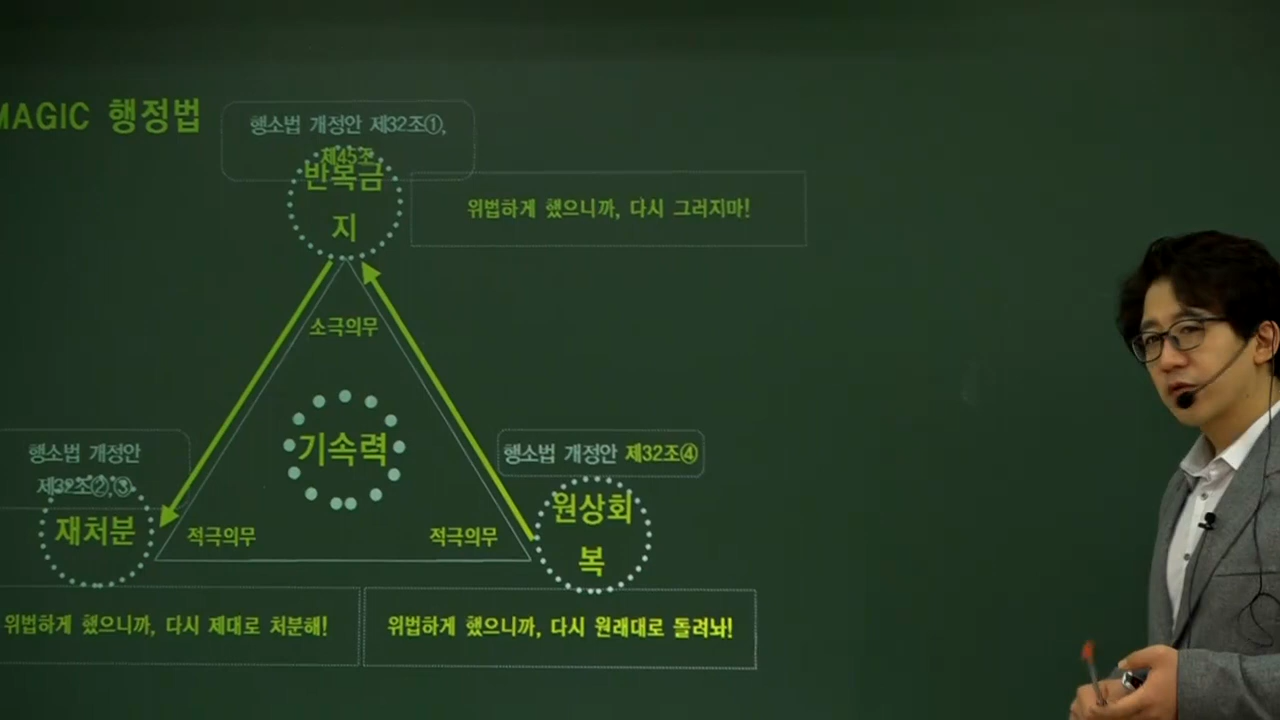 MAGIC 행정법
행소법 개정안 제32조①,
제45조
반복금
지
위법하게 했으니까, 다시 그러지마!
소극의무
기속력
행소법 개정안
제32조②,③
재처분
적극의무
적극의무
행소법 개정안 제32조④
원상회
복
위법하게 했으니까, 다시 제대로 처분해!
위법하게 했으니까, 다시 원래대로 돌려놔!